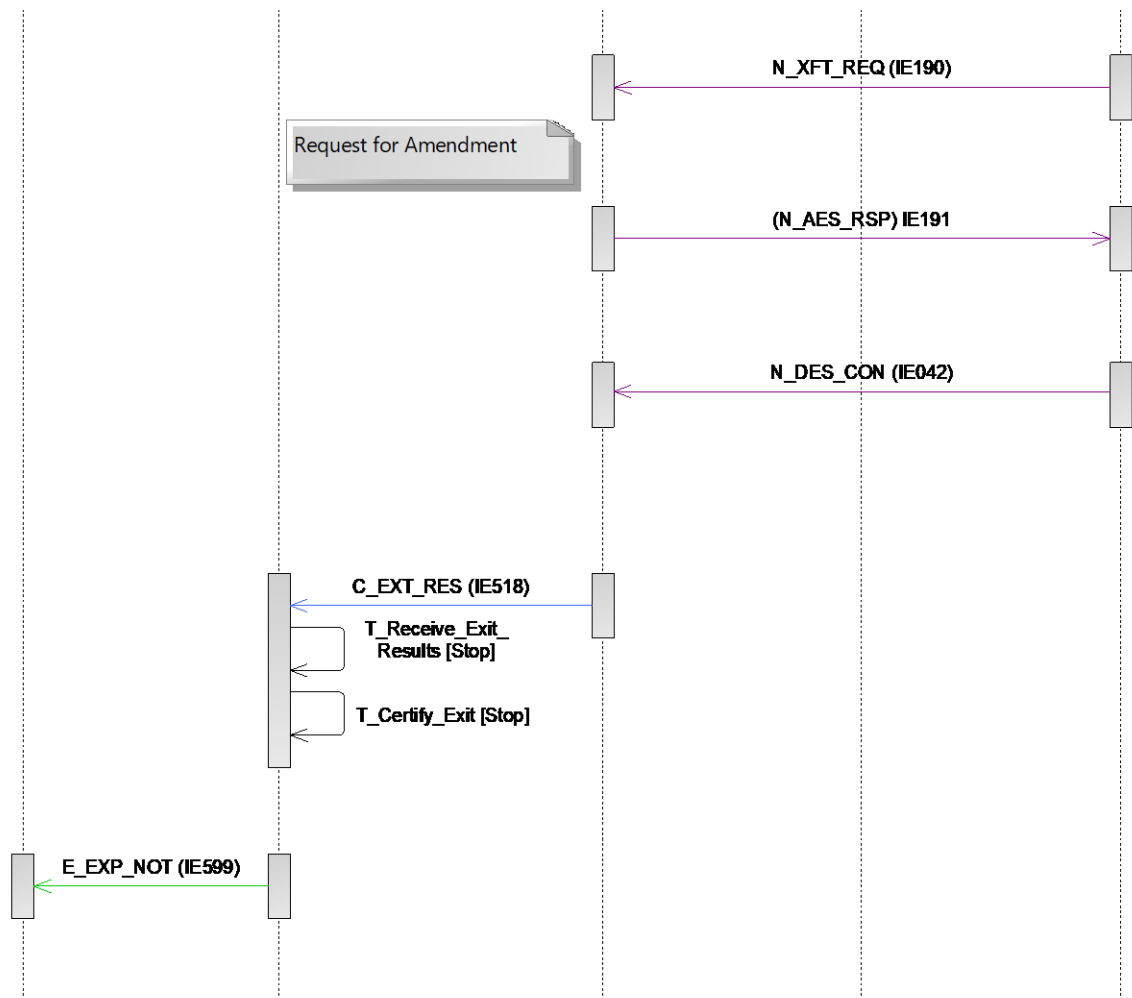 N_XFT_REQ (IE190)
Request for Amendment
(N_AES_RSP) IE191
N_DES_CON (IE042)
C_EXT_RES (IE518)
T_Receive_Exit_
Results [Stop]
T_Certify_Exit [Stop]
E_EXP_NOT (IE599)